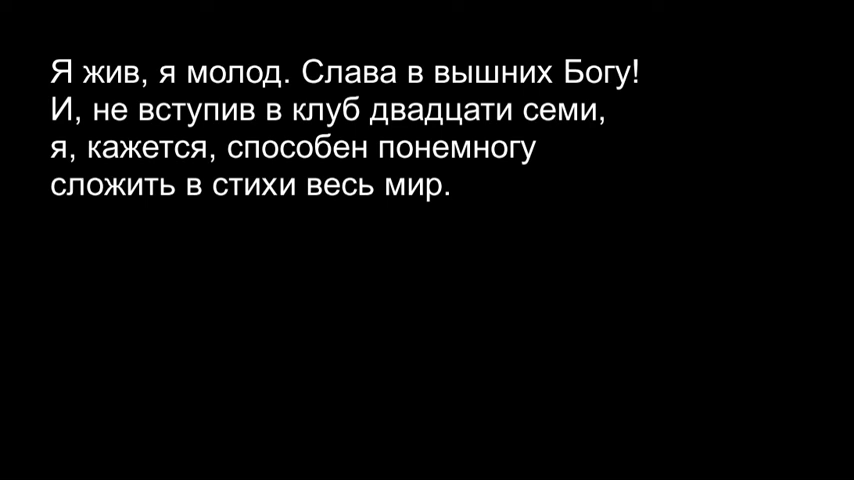 Я жив, я молод. Слава в вышних Богу!
И, не вступив в клуб двадцати семи,
я, кажется, способен понемногу
сложить в стихи весь мир.